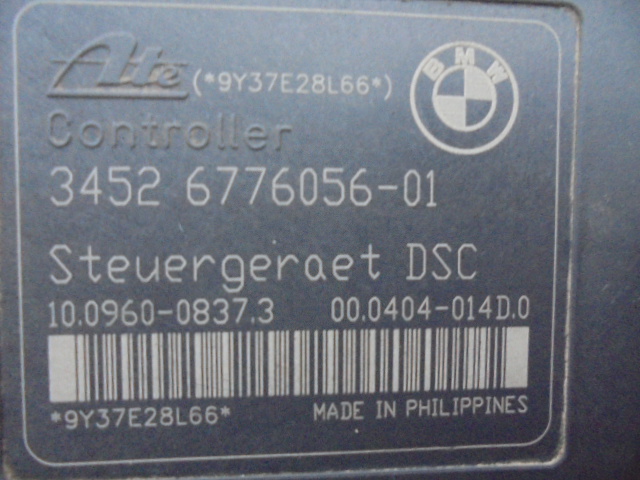 Ate (*9Y37E28L66*)
BMW
Controller
3452 6776056-01
Steuergeraet DSC
10.0960-0837.3 00.0404-014D.0
*9Y37E28L66* MADE IN PHILIPPINES